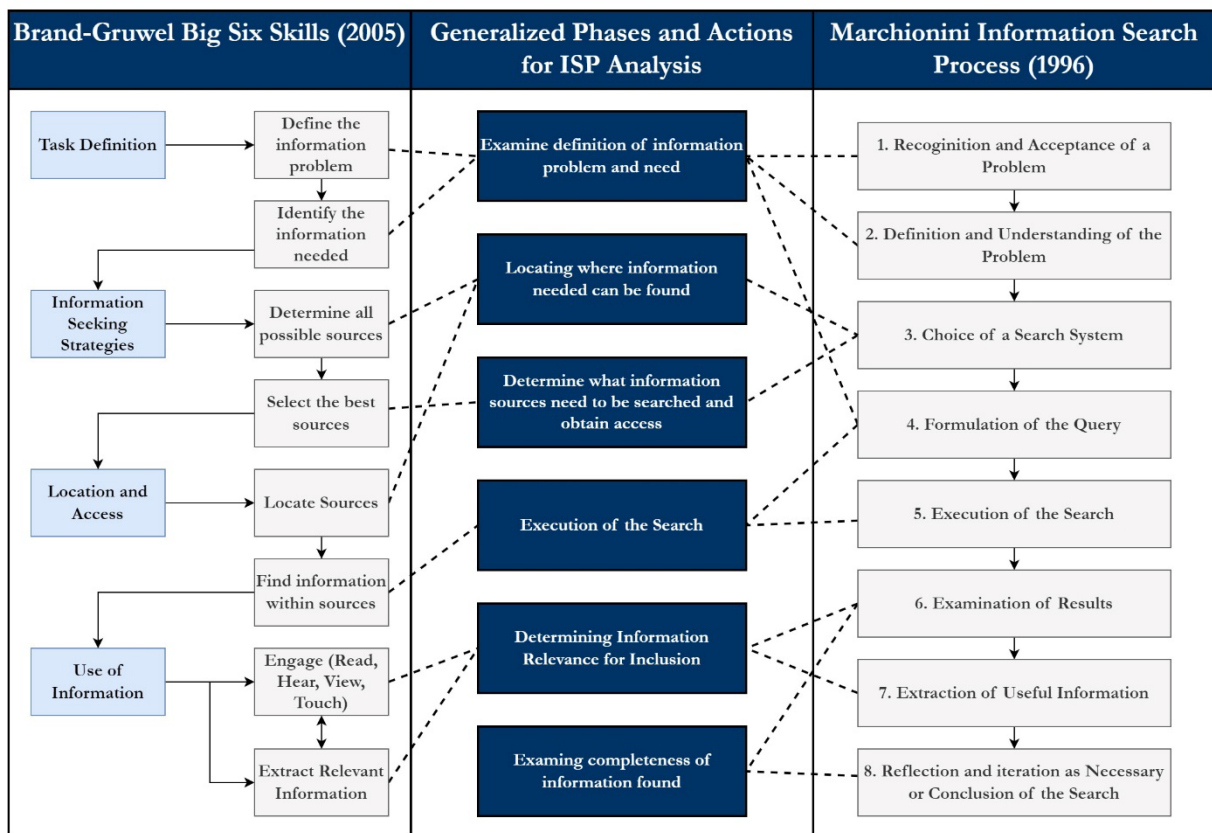 Brand-Gruwel Big Six Skills (2005)
Generalized Phases and Actions
for ISP Analysis
Marchionini Information Search
Process (1996)
Task Definition
Define the
information
problem
Identify the
information
needed
Information
Seeking
Strategies
Determine all
possible sources
Select the best
sources
Location and
Access
Locate Sources
Find information
within sources
Use of
Information
Engage (Read,
Hear, View,
Touch)
Extract Relevant
Information
Examine definition of information
problem and need
Locating where information
needed can be found
Determine what information
sources need to be searched and
obtain access
Execution of the Search
Determining Information
Relevance for Inclusion
Examing completeness of
information found
1. Recoginition and Acceptance of a
Problem
2. Definition and Understanding of the
Problem
3. Choice of a Search System
4. Formulation of the Query
5. Execution of the Search
6. Examination of Results
7. Extraction of Useful Information
8. Reflection and iteration as Necessary
or Conclusion of the Search